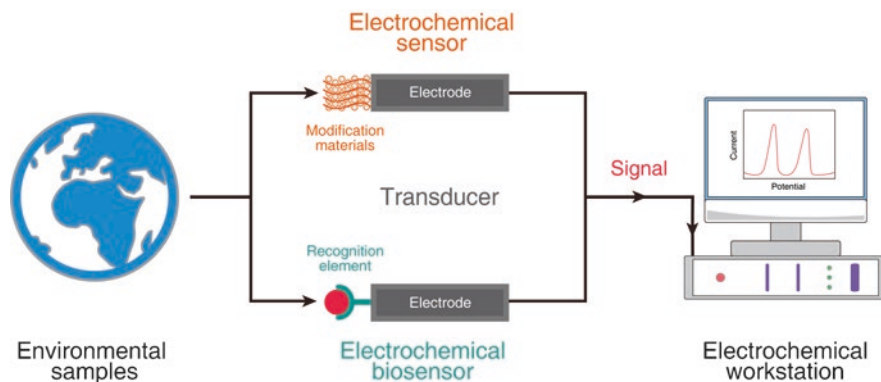 Electrochemical
sensor
Electrode
Modification
materials
Transducer
Signal
Current
Potential
Recognition
element
Electrode
Environmental
samples
Electrochemical
biosensor
Electrochemical
workstation